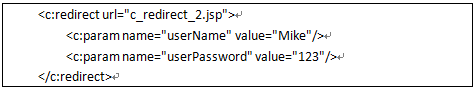 <c:redirect url="c_redirect_2.jsp">
<c:param name="userName" value="Mike"/>
<c:param name="userPassword" value="123"/>
</c:redirect>